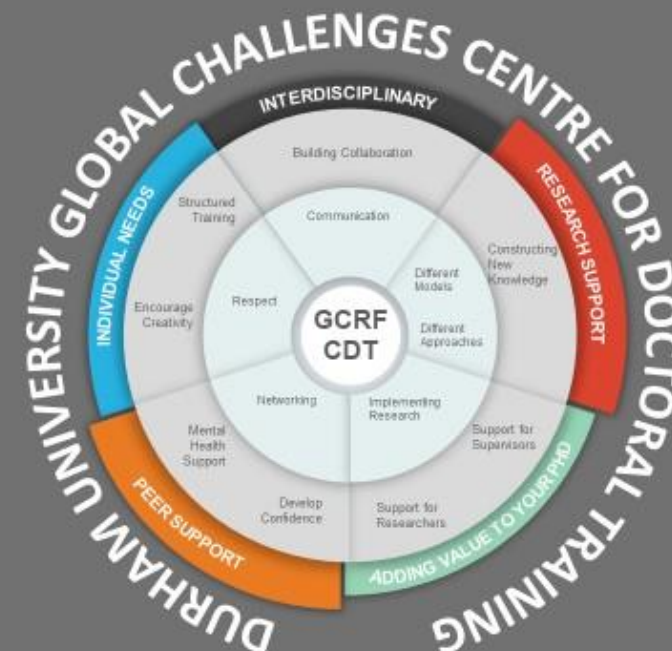 DURHAM UNIVERSITY GLOBAL CHALLENGES CENTRE FOR DOCTORAL TRAINING
INTERDISCIPLINARY
Building Collaboration
Communication
RESEARCH SUPPORT
Constructing
New
Knowledge
Different
Models
Different
Approaches
ADDING VALUE TO YOUR PHD
Support for
Supervisors
Support for
Researchers
Implementing
Research
PEER SUPPORT
Mental
Health
Support
Develop
Confidence
Networking
INDIVIDUAL NEEDS
Structured
Training
Encourage
Creativity
Respect
GCRF
CDT